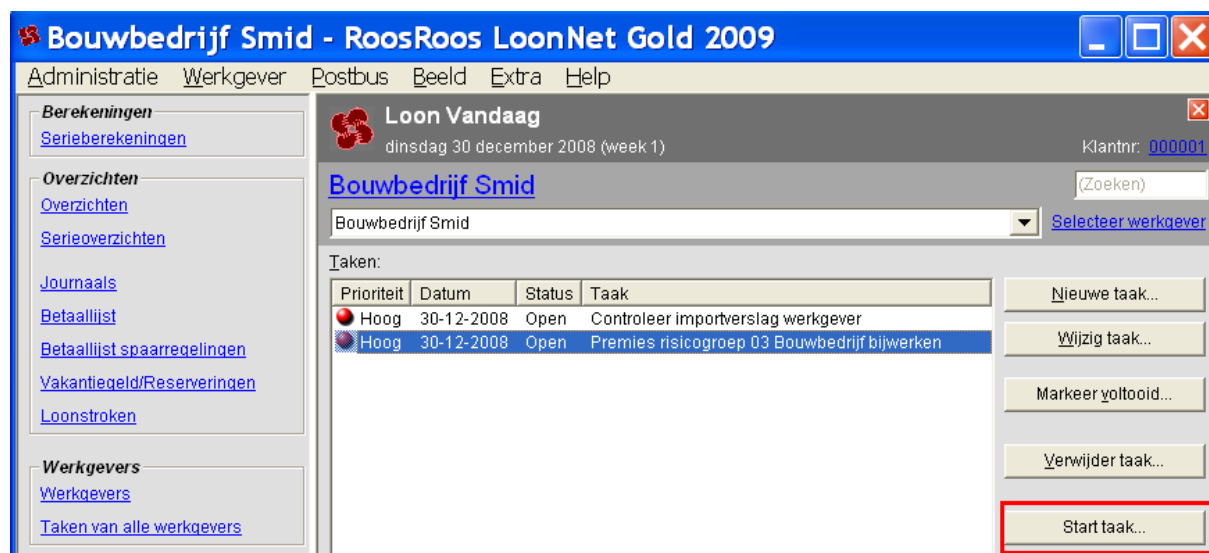 Bouwbedrijf Smid - RoosRoos LoonNet Gold 2009
Administratie Werkgever Postbus Beeld Extra Help
Berekeningen
Serieberekeningen
Overzichten
Overzichten
Serieoverzichten
Journaals
Betaallijst
Betaallijst spaarregelingen
Vakantiegeld/Reserveringen
Loonstroken
Werkgevers
Werkgevers
Taken van alle werkgevers
Loon Vandaag
dinsdag 30 december 2008 (week 1)
Klantnr: 000001
Bouwbedrijf Smid
(Zoeken)
Bouwbedrijf Smid
Selecteer werkgever
Taken:
Prioriteit Datum Status Taak
Hoog 30-12-2008 Open Controleer importverslag werkgever
Hoog 30-12-2008 Open Premies risicogroep 03 Bouwbedrijf bijwerken
Nieuwe taak...
Wijzig taak...
Markeer voltooid...
Verwijder taak...
Start taak...